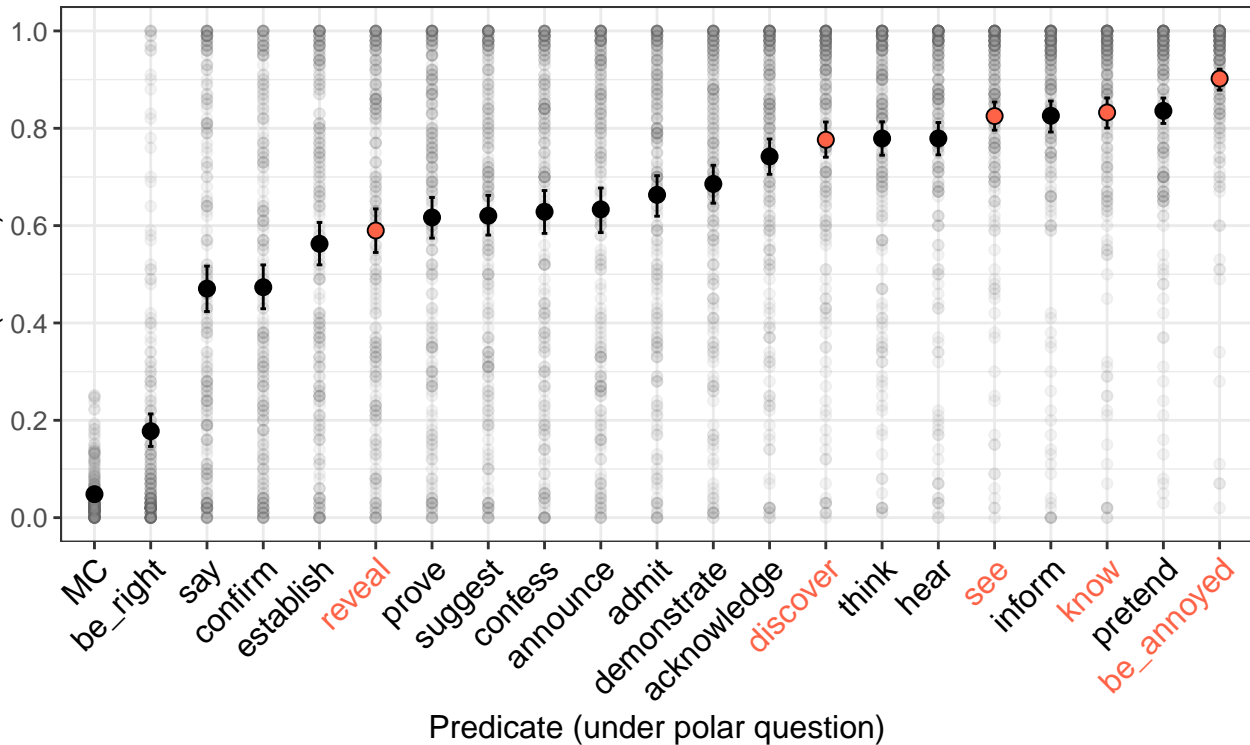 1.0
0.8
0.6
0.4
0.2
0.0
MC
be_right
say
confirm
establish
reveal
prove
suggest
confess
announce
admit
demonstrate
acknowledge
discover
think
hear
see
inform
know
pretend
be_annoyed
Predicate (under polar question)